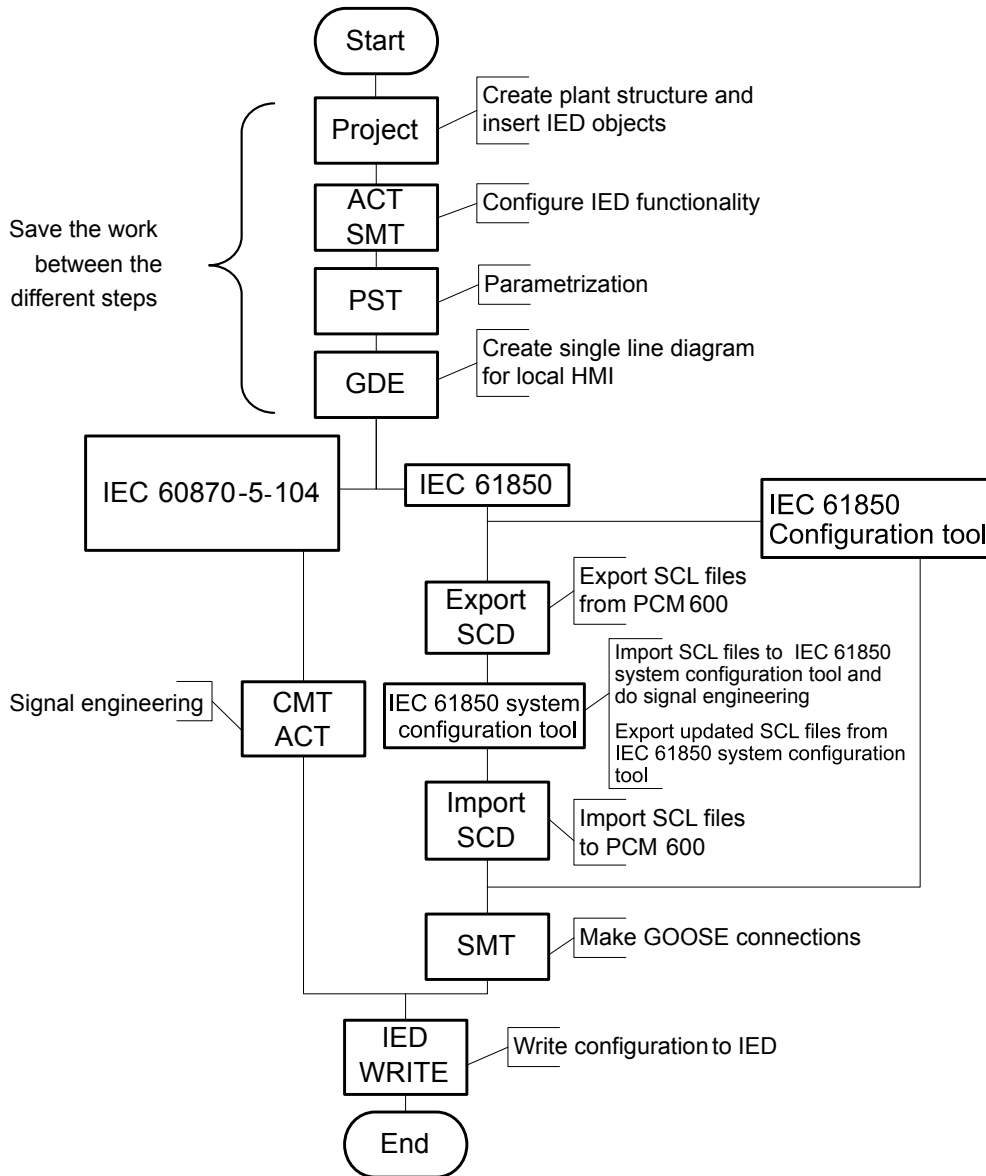 Start
Project
Create plant structure and
insert IED objects
ACT
SMT
Configure IED functionality
Save the work
between the
different steps
PST
Parametrization
GDE
Create single line diagram
for local HMI
IEC 60870-5-104
IEC 61850
IEC 61850
Configuration tool
Export
SCD
Export SCL files
from PCM 600
Signal engineering
CMT
ACT
IEC 61850 system
configuration tool
Import SCL files to IEC 61850
system configuration tool and
do signal engineering
Export updated SCL files from
IEC 61850 system configuration
tool
Import
SCD
Import SCL files
to PCM 600
SMT
Make GOOSE connections
IED
WRITE
Write configuration to IED
End